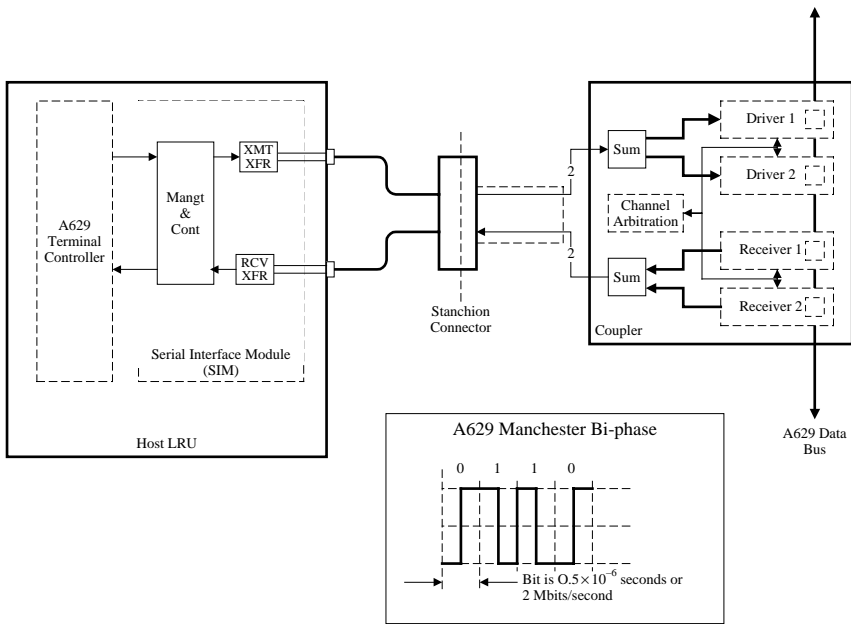 A629
Terminal
Controller
Mangt
&
Cont
XMT
XFR
RCV
XFR
Serial Interface Module
(SIM)
Host LRU
Stanchion
Connector
2
2
Sum
Sum
Channel
Arbitration
Driver 1
Driver 2
Receiver 1
Receiver 2
Coupler
A629 Data
Bus
A629 Manchester Bi-phase
0 1 1 0
Bit is O.5×10⁻⁶ seconds or
2 Mbits/second